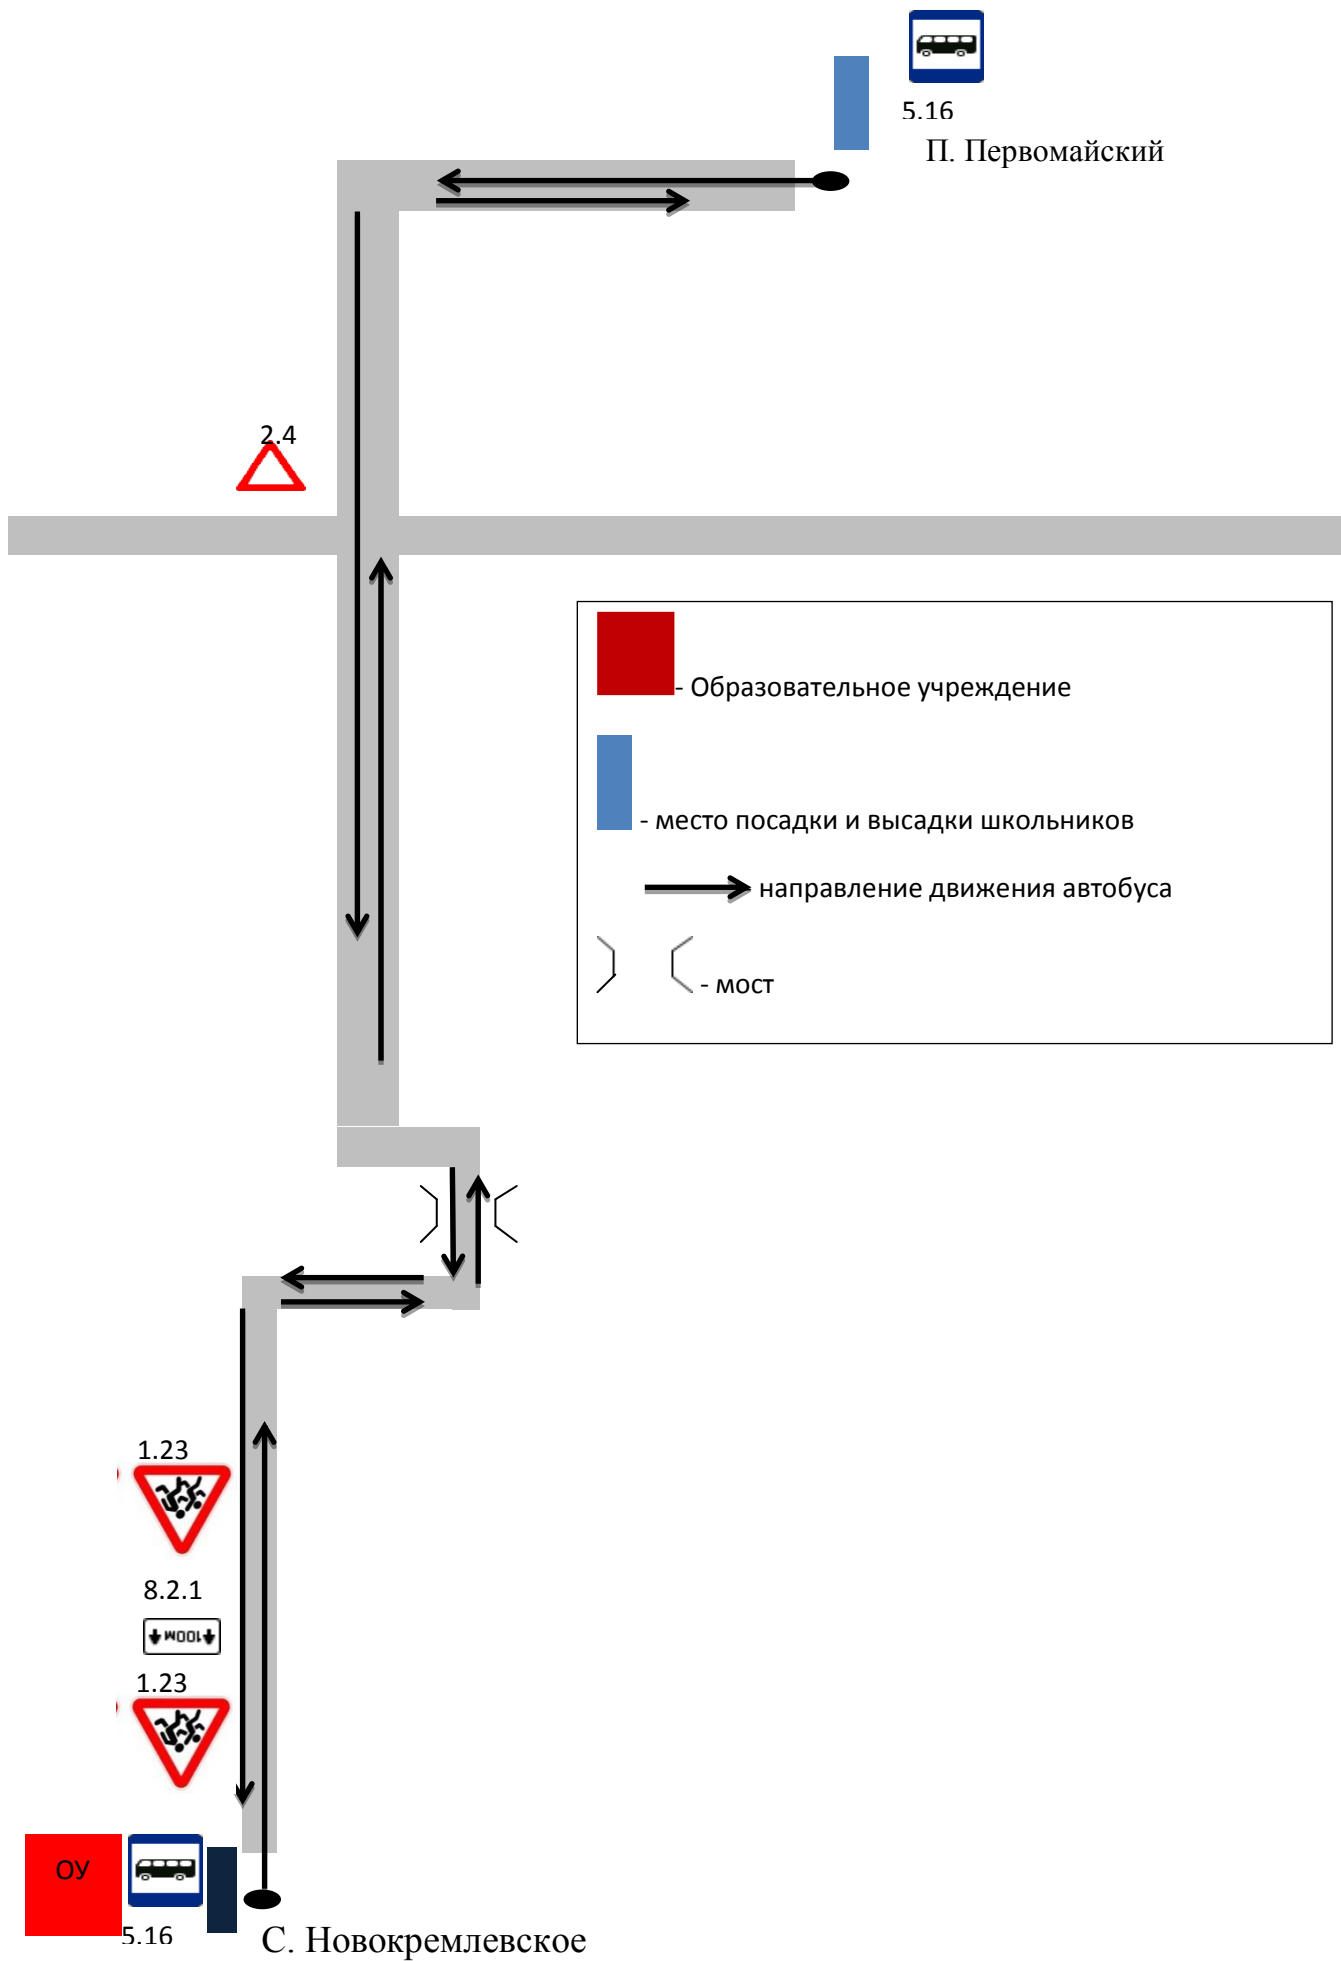 5.16
П. Первомайский
2.4
- Образовательное учреждение
- место посадки и высадки школьников
направление движения автобуса
- мост
1.23
8.2.1
100м
1.23
ОУ
5.16
С. Новокремлевское